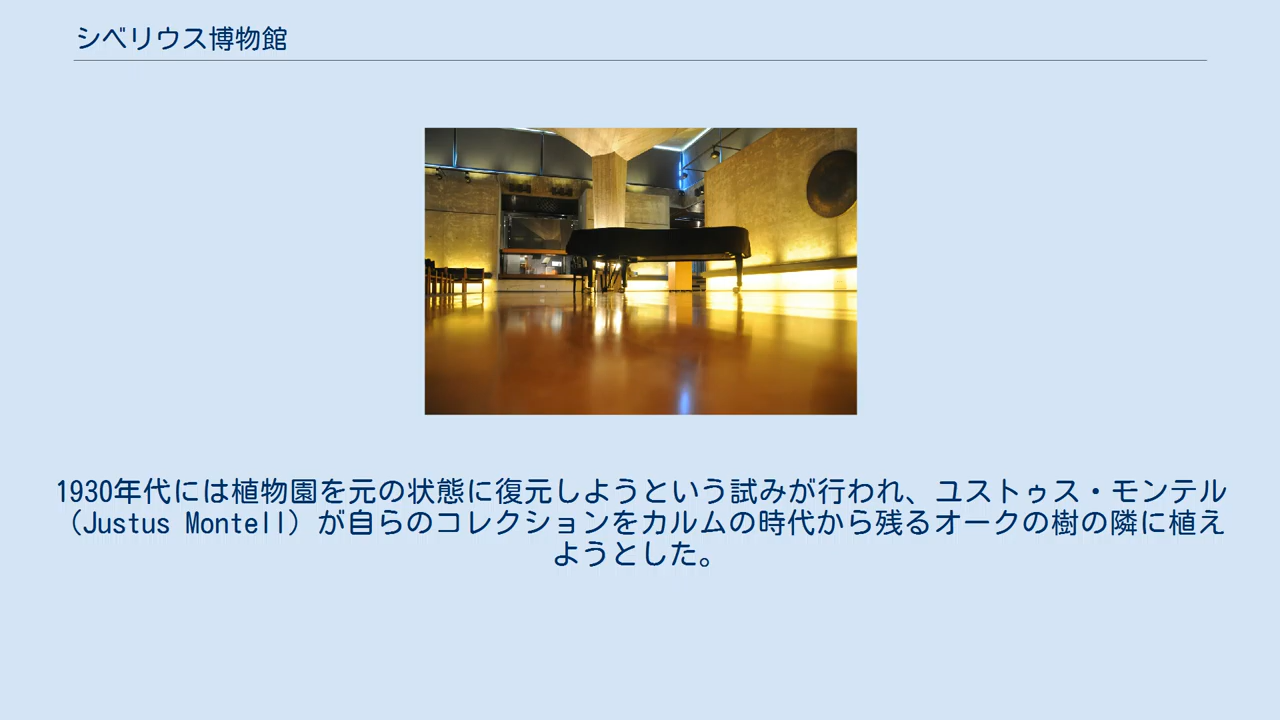 シベリウス博物館
1930年代には植物園を元の状態に復元しようという試みが行われ、ユストゥス・モンテル
（Justus Montell）が自らのコレクションをカルムの時代から残るオークの樹の隣に植え
ようとした。